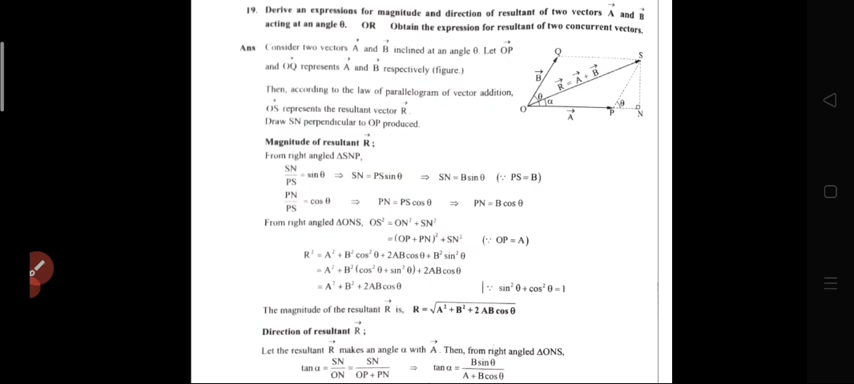 19. Derive an expressions for magnitude and direction of resultant of two vectors A⃗ and B⃗
acting at an angle θ. OR Obtain the expression for resultant of two concurrent vectors.
Ans Consider two vectors A⃗ and B⃗ inclined at an angle θ. Let OP⃗
and OQ⃗ represents A⃗ and B⃗ respectively (figure.)
Then, according to the law of parallelogram of vector addition,
OS⃗ represents the resultant vector R⃗.
Draw SN perpendicular to OP produced.
Q
S
B⃗
R⃗ = A⃗ + B⃗
θ
α
θ
O
A⃗
P
N
Magnitude of resultant R⃗ ;
From right angled ΔSNP,
SN/PS = sin θ ⇒ SN = PS sin θ ⇒ SN = B sin θ (∵ PS = B)
PN/PS = cos θ ⇒ PN = PS cos θ ⇒ PN = B cos θ
From right angled ΔONS, OS² = ON² + SN²
= (OP + PN)² + SN² (∵ OP = A)
R² = A² + B² cos² θ + 2AB cos θ + B² sin² θ
= A² + B² (cos² θ + sin² θ) + 2AB cos θ
= A² + B² + 2AB cos θ |∵ sin² θ + cos² θ = 1
The magnitude of the resultant R⃗ is, R = √(A² + B² + 2 AB cos θ)
Direction of resultant R⃗ ;
Let the resultant R⃗ makes an angle α with A⃗. Then, from right angled ΔONS,
tan α = SN/ON = SN/(OP + PN) ⇒ tan α = B sin θ/(A + B cos θ)